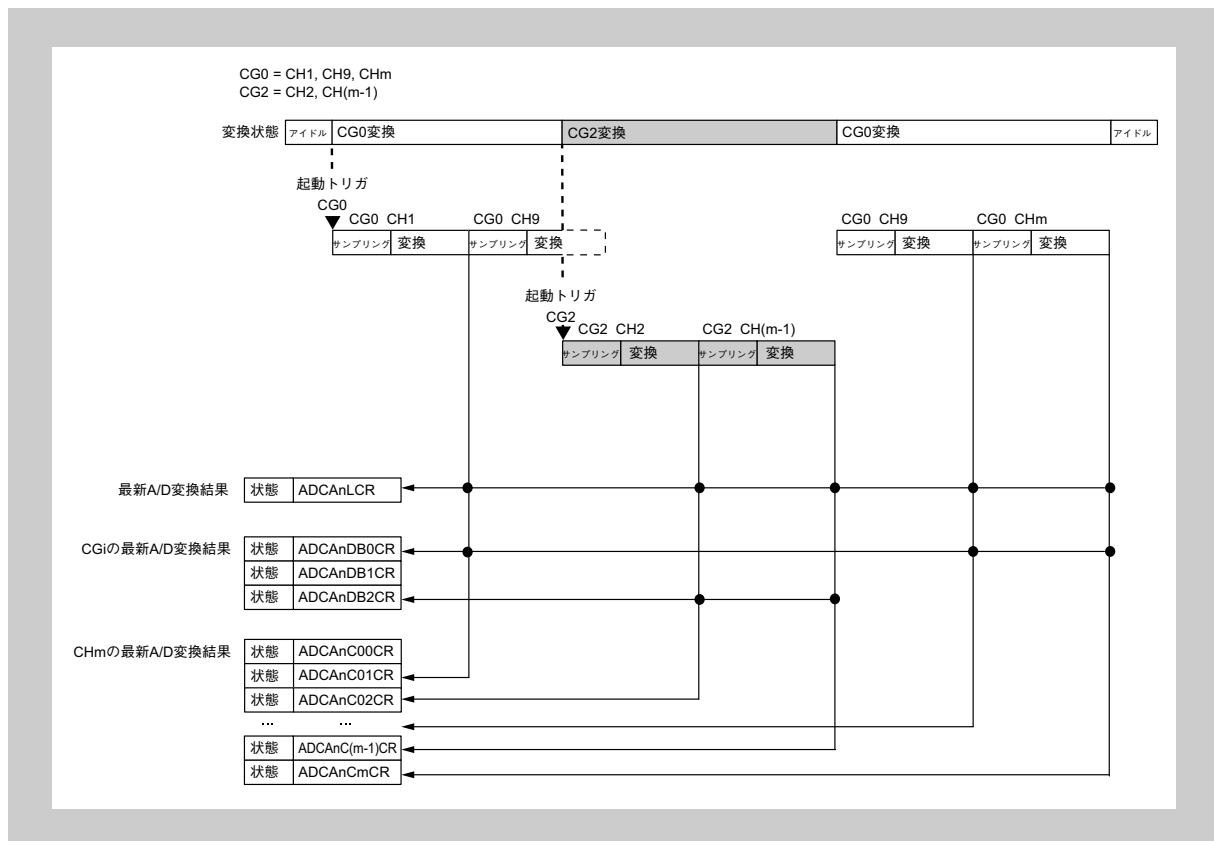 CG0 = CH1, CH9, CHm
CG2 = CH2, CH(m-1)
変換状態 アイドル CG0変換 CG2変換 CG0変換 アイドル
起動トリガ
CG0
CG0 CH1 CG0 CH9 CG0 CH9 CG0 CHm
サンプリング 変換 サンプリング 変換 サンプリング 変換 サンプリング 変換
起動トリガ
CG2
CG2 CH2 CG2 CH(m-1)
サンプリング 変換 サンプリング 変換
最新A/D変換結果 状態 ADCAnLCR
CGiの最新A/D変換結果 状態 ADCAnDB0CR
状態 ADCAnDB1CR
状態 ADCAnDB2CR
CHmの最新A/D変換結果 状態 ADCAnC00CR
状態 ADCAnC01CR
状態 ADCAnC02CR
... ...
状態 ADCAnC(m-1)CR
状態 ADCAnCmCR